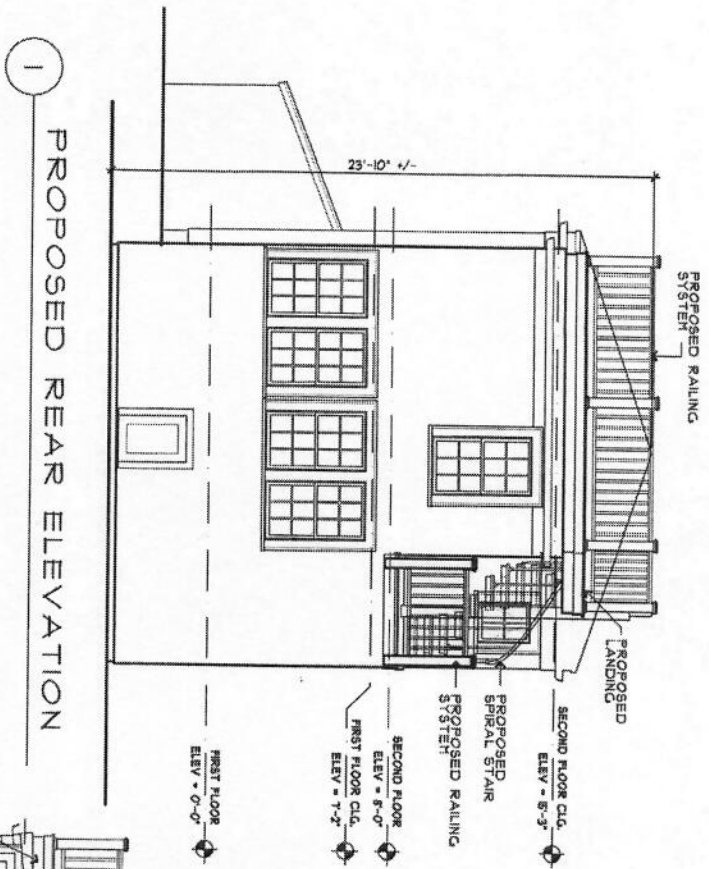 PROPOSED RAILING
SYSTEM
23'-10" +/-
PROPOSED
LANDING
SECOND FLOOR CLG.
ELEV = 15'-3"
PROPOSED
SPIRAL STAIR
PROPOSED RAILING
SYSTEM
SECOND FLOOR
ELEV = 8'-0"
FIRST FLOOR CLG.
ELEV = 7'-2"
FIRST FLOOR
ELEV = 0'-0"
1
PROPOSED REAR ELEVATION